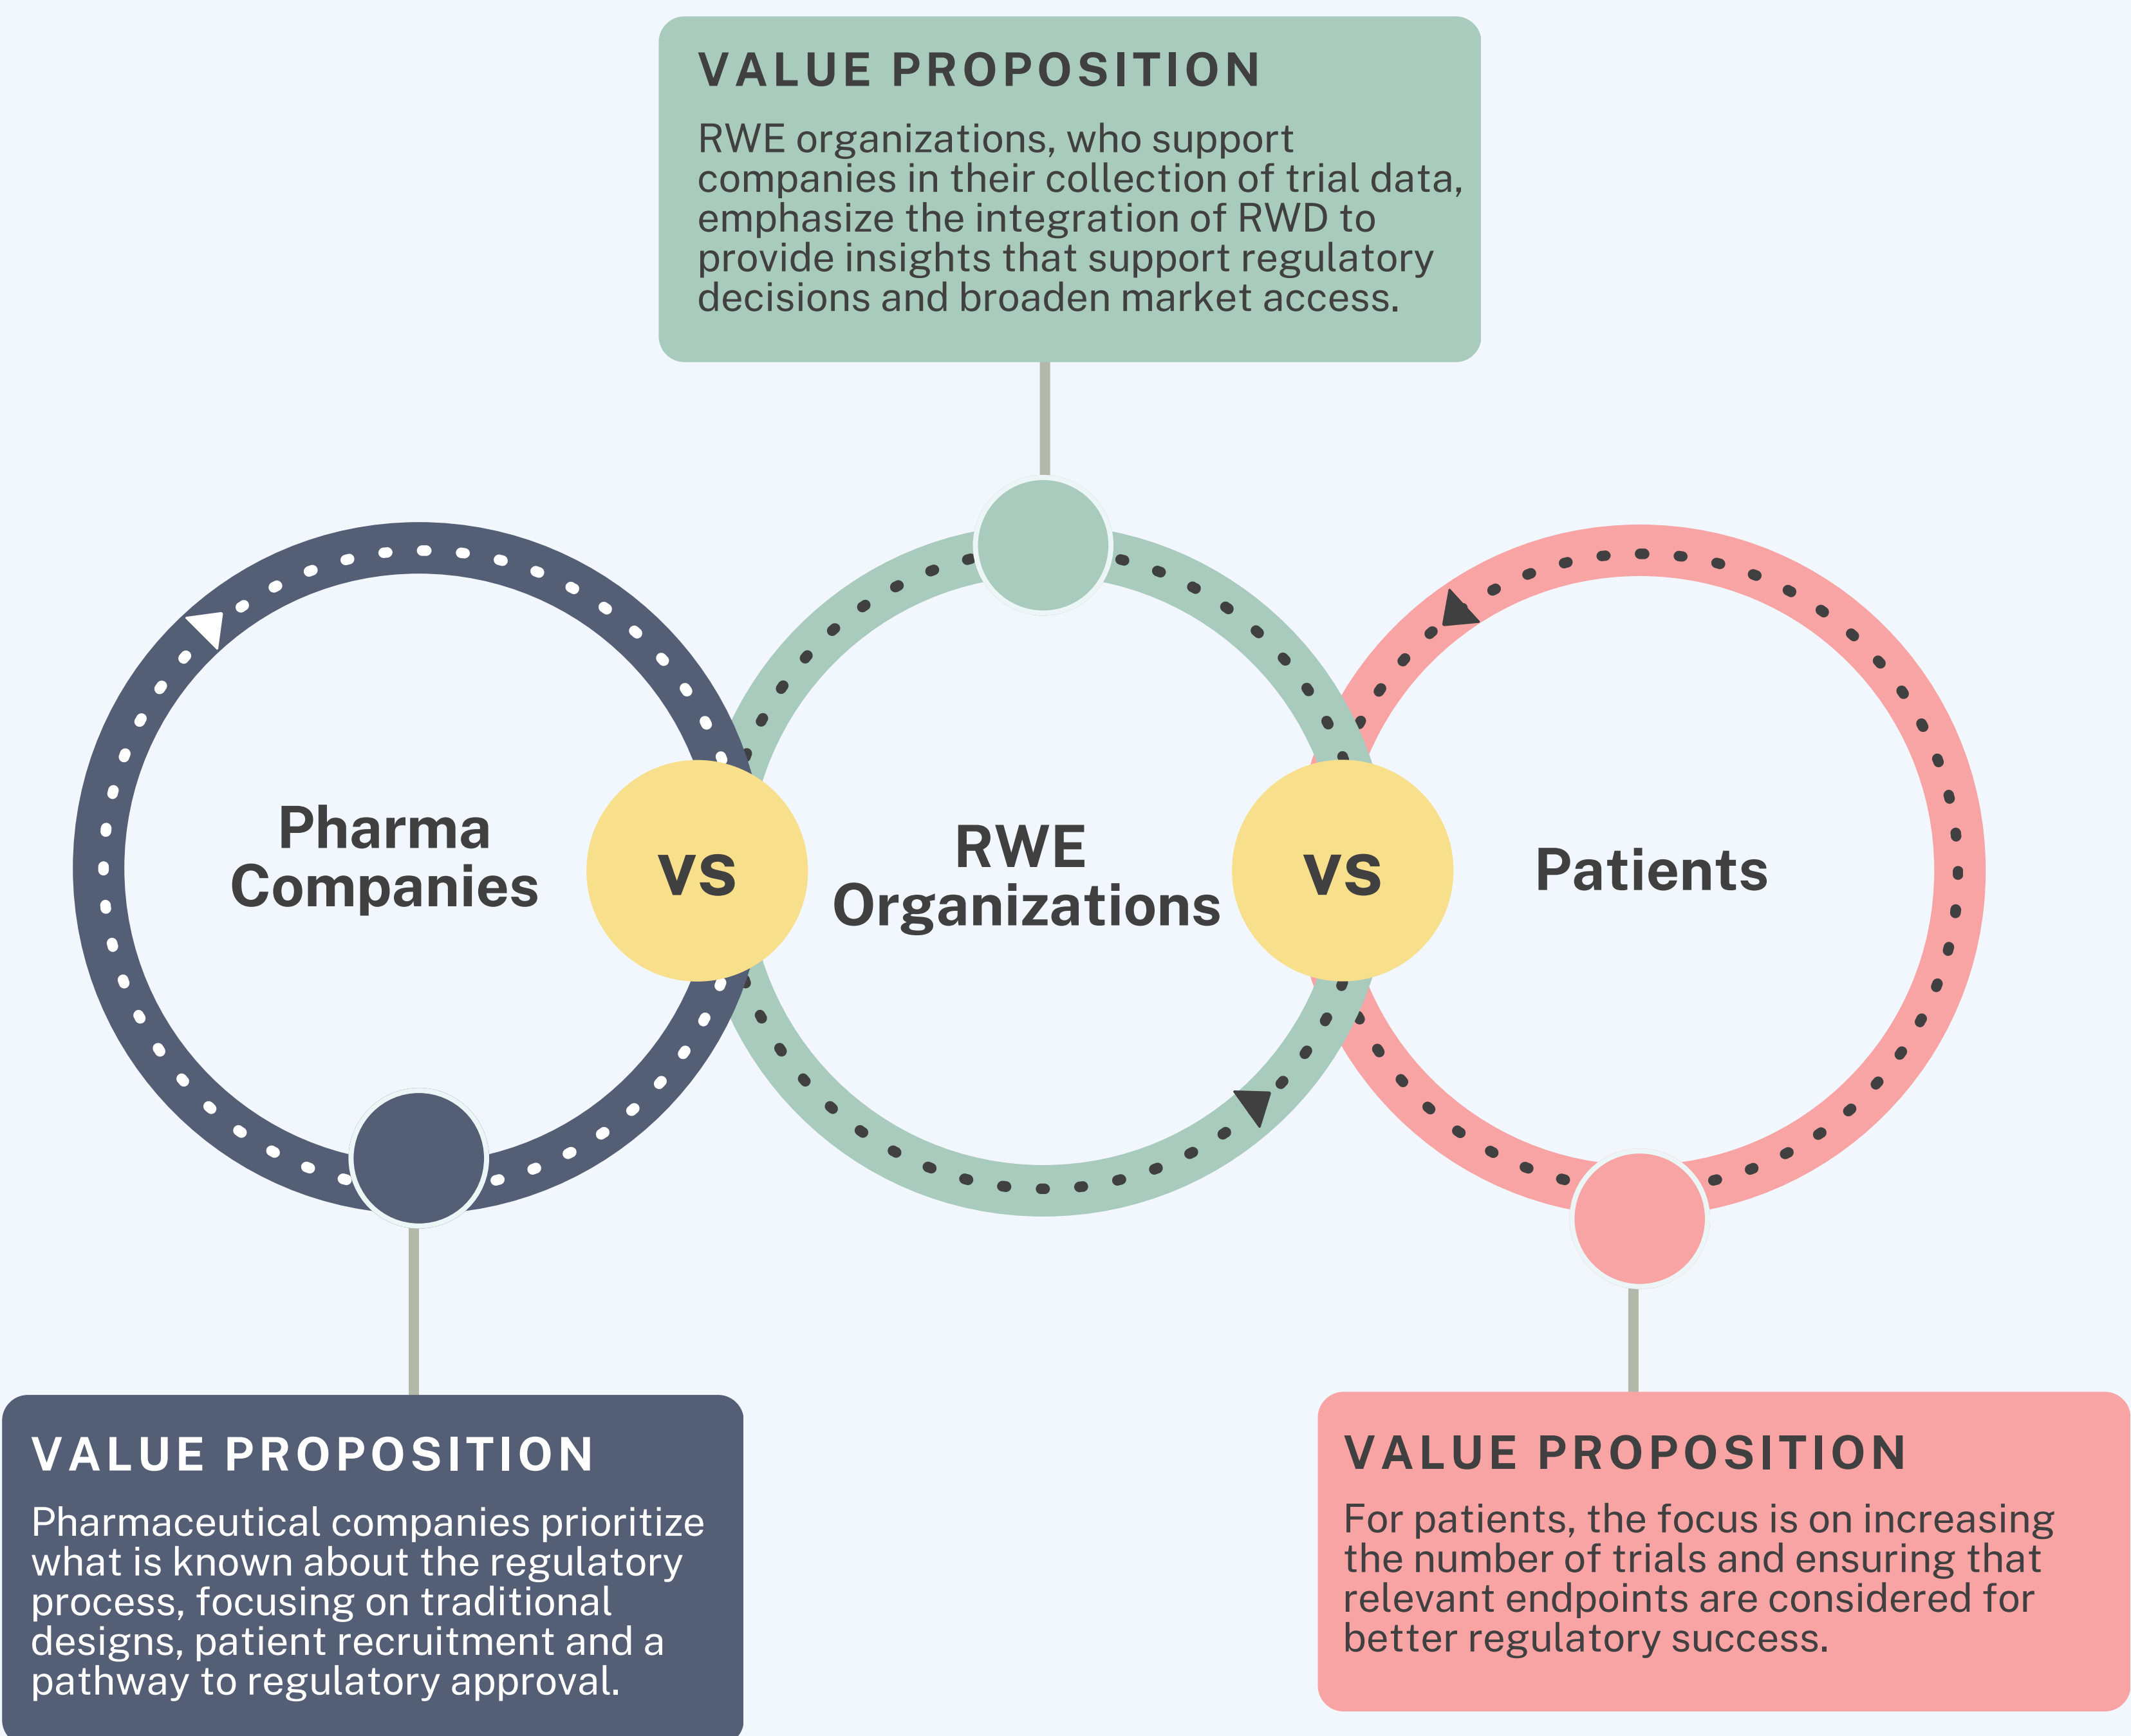 VALUE PROPOSITION
RWE organizations, who support
companies in their collection of trial data,
emphasize the integration of RWD to
provide insights that support regulatory
decisions and broaden market access.
Pharma
Companies
vs
RWE
Organizations
vs
Patients
VALUE PROPOSITION
Pharmaceutical companies prioritize
what is known about the regulatory
process, focusing on traditional
designs, patient recruitment and a
pathway to regulatory approval.
VALUE PROPOSITION
For patients, the focus is on increasing
the number of trials and ensuring that
relevant endpoints are considered for
better regulatory success.